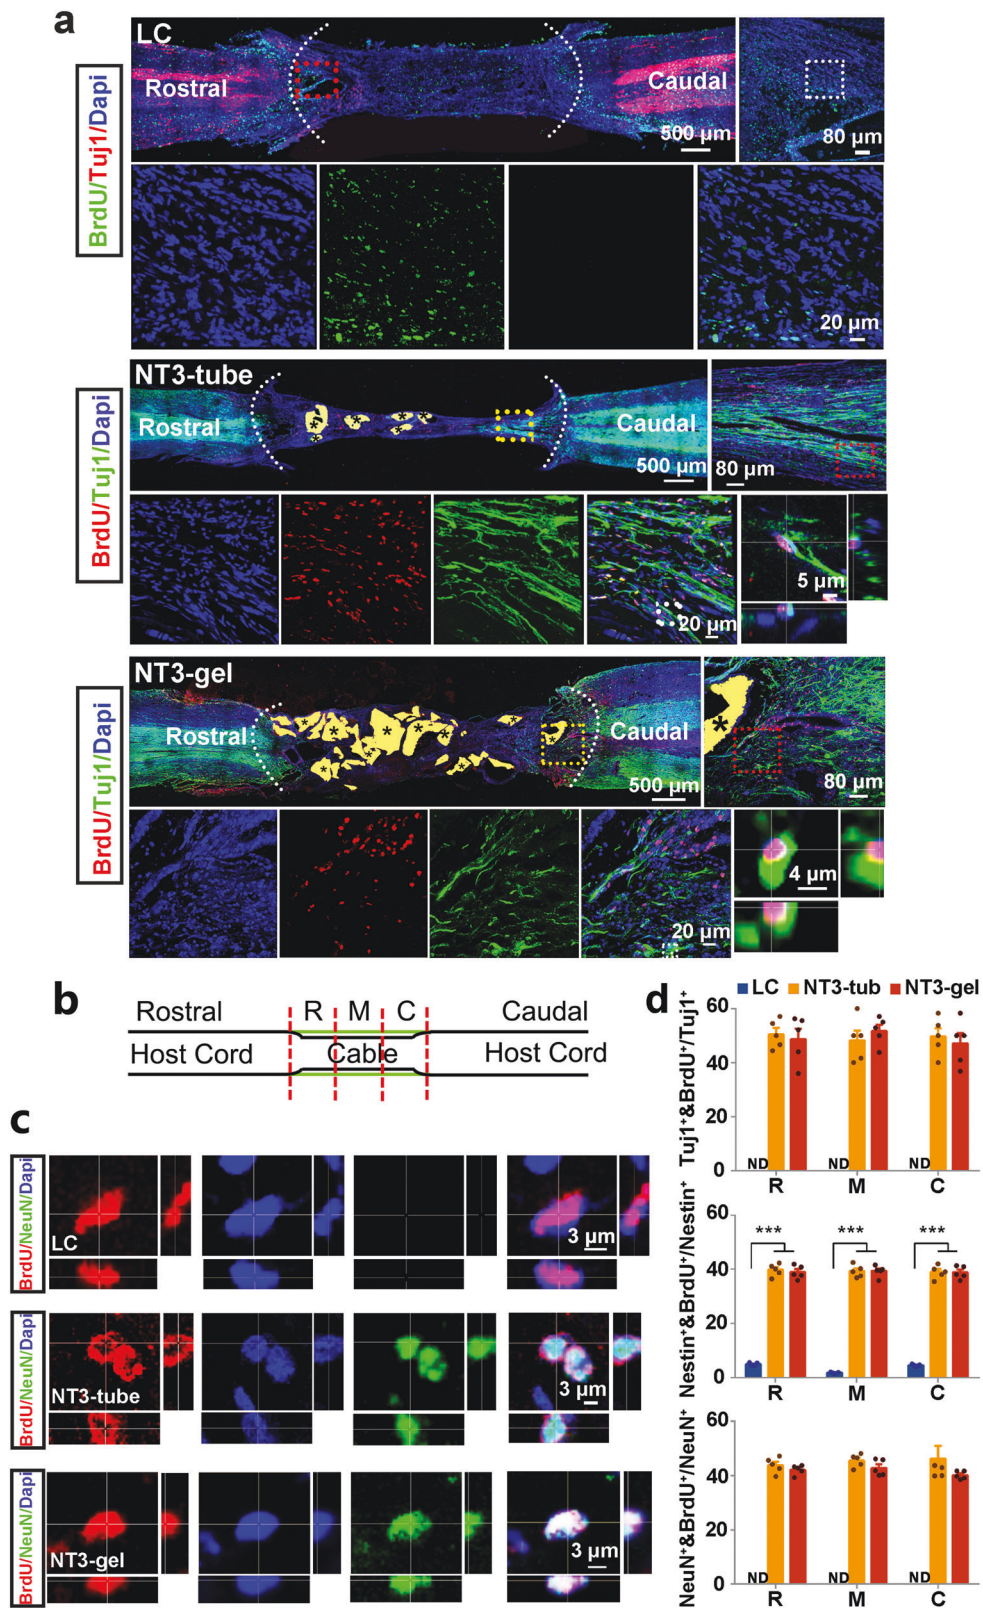 a
LC
BrdU/Tuj1/Dapi
Rostral
Caudal
500 μm
80 μm
20 μm
NT3-tube
BrdU/Tuj1/Dapi
Rostral
Caudal
500 μm
80 μm
20 μm
5 μm
NT3-gel
BrdU/Tuj1/Dapi
Rostral
Caudal
500 μm
80 μm
20 μm
4 μm
b
Rostral R M C Caudal
Host Cord Cable Host Cord
c
BrdU/NeuN/Dapi
LC
3 μm
BrdU/NeuN/Dapi
NT3-tube
3 μm
BrdU/NeuN/Dapi
NT3-gel
3 μm
d
LC NT3-tub NT3-gel
Tuj1⁺&BrdU⁺/Tuj1⁺
60
40
20
0
ND ND ND
R M C
Nestin⁺&BrdU⁺/Nestin⁺
60
40
20
0
*** *** ***
R M C
NeuN⁺&BrdU⁺/NeuN⁺
60
40
20
0
ND ND ND
R M C